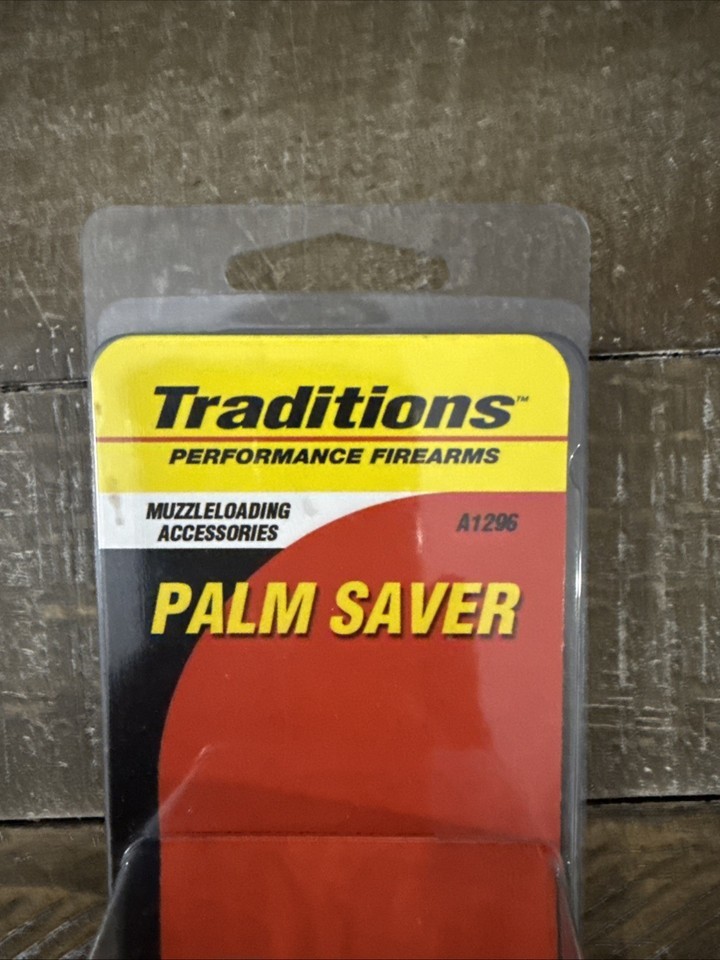 Traditions™
PERFORMANCE FIREARMS
MUZZLELOADING
ACCESSORIES
A1296
PALM SAVER